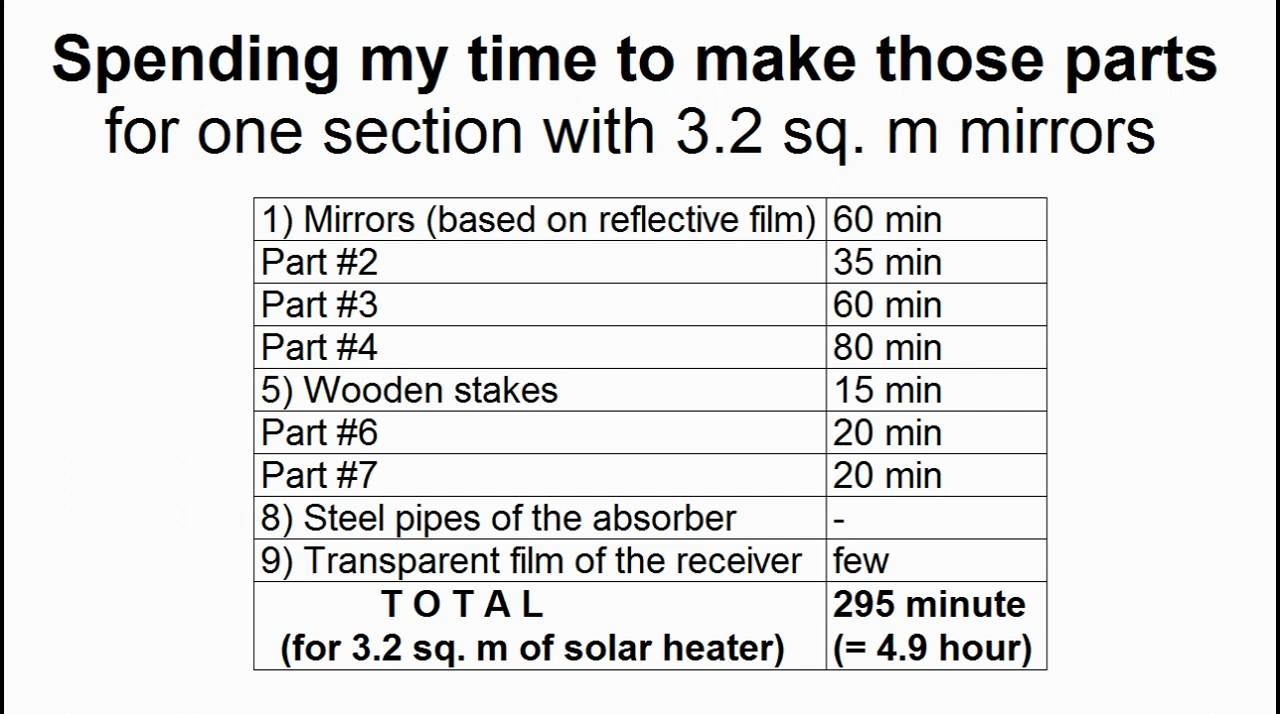 Spending my time to make those parts
for one section with 3.2 sq. m mirrors
1) Mirrors (based on reflective film) 60 min
Part #2 35 min
Part #3 60 min
Part #4 80 min
5) Wooden stakes 15 min
Part #6 20 min
Part #7 20 min
8) Steel pipes of the absorber -
9) Transparent film of the receiver few
T O T A L 295 minute
(for 3.2 sq. m of solar heater) (= 4.9 hour)